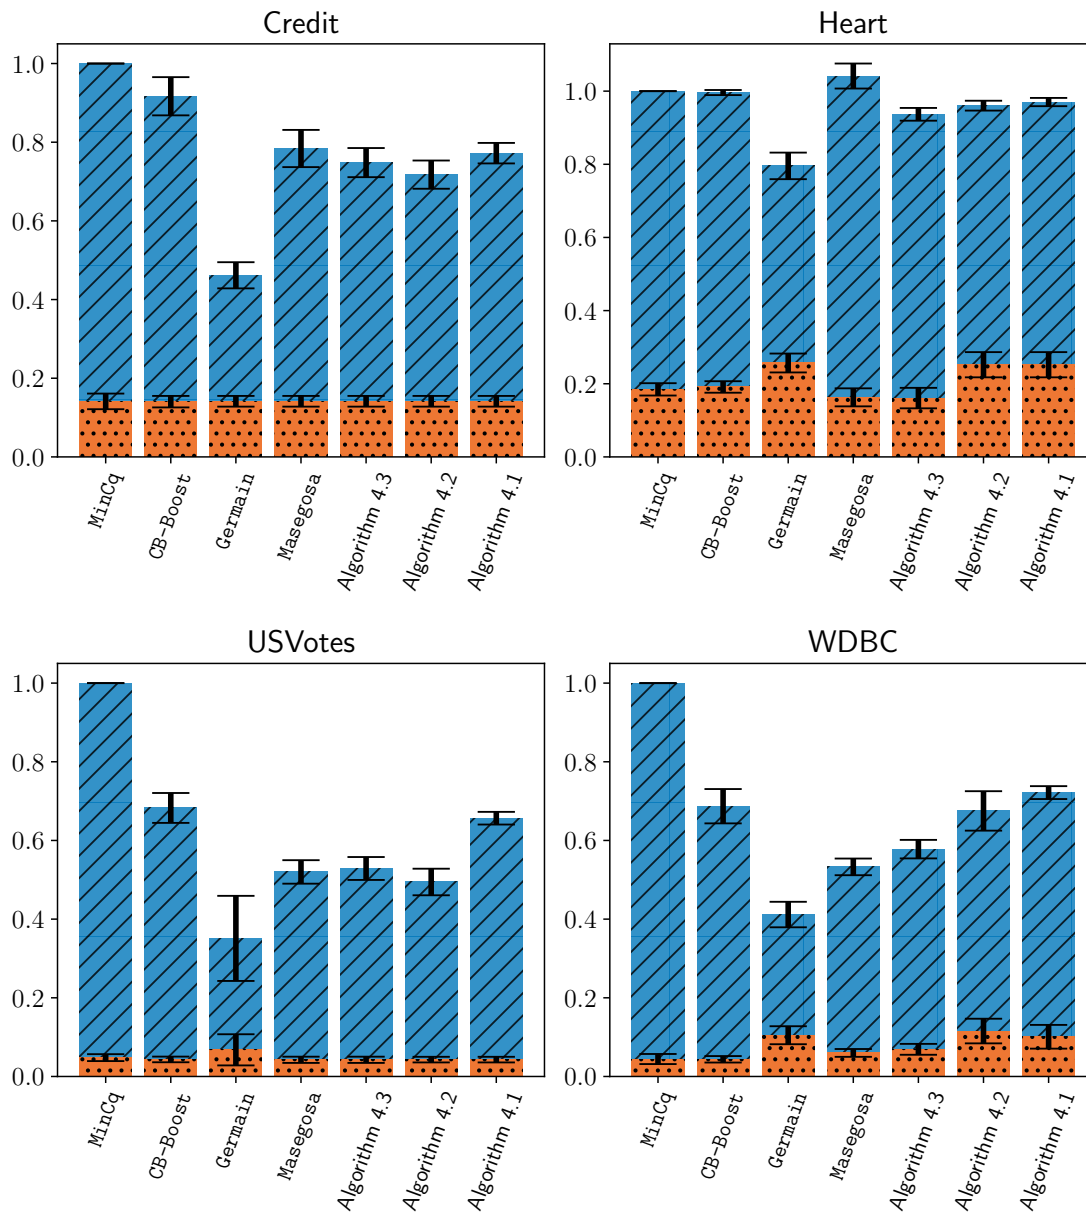 Credit
1.0
0.8
0.6
0.4
0.2
0.0
MinCq
CB-Boost
Germain
Masegosa
Algorithm 4.3
Algorithm 4.2
Algorithm 4.1
Heart
1.0
0.8
0.6
0.4
0.2
0.0
MinCq
CB-Boost
Germain
Masegosa
Algorithm 4.3
Algorithm 4.2
Algorithm 4.1
USVotes
1.0
0.8
0.6
0.4
0.2
0.0
MinCq
CB-Boost
Germain
Masegosa
Algorithm 4.3
Algorithm 4.2
Algorithm 4.1
WDBC
1.0
0.8
0.6
0.4
0.2
0.0
MinCq
CB-Boost
Germain
Masegosa
Algorithm 4.3
Algorithm 4.2
Algorithm 4.1